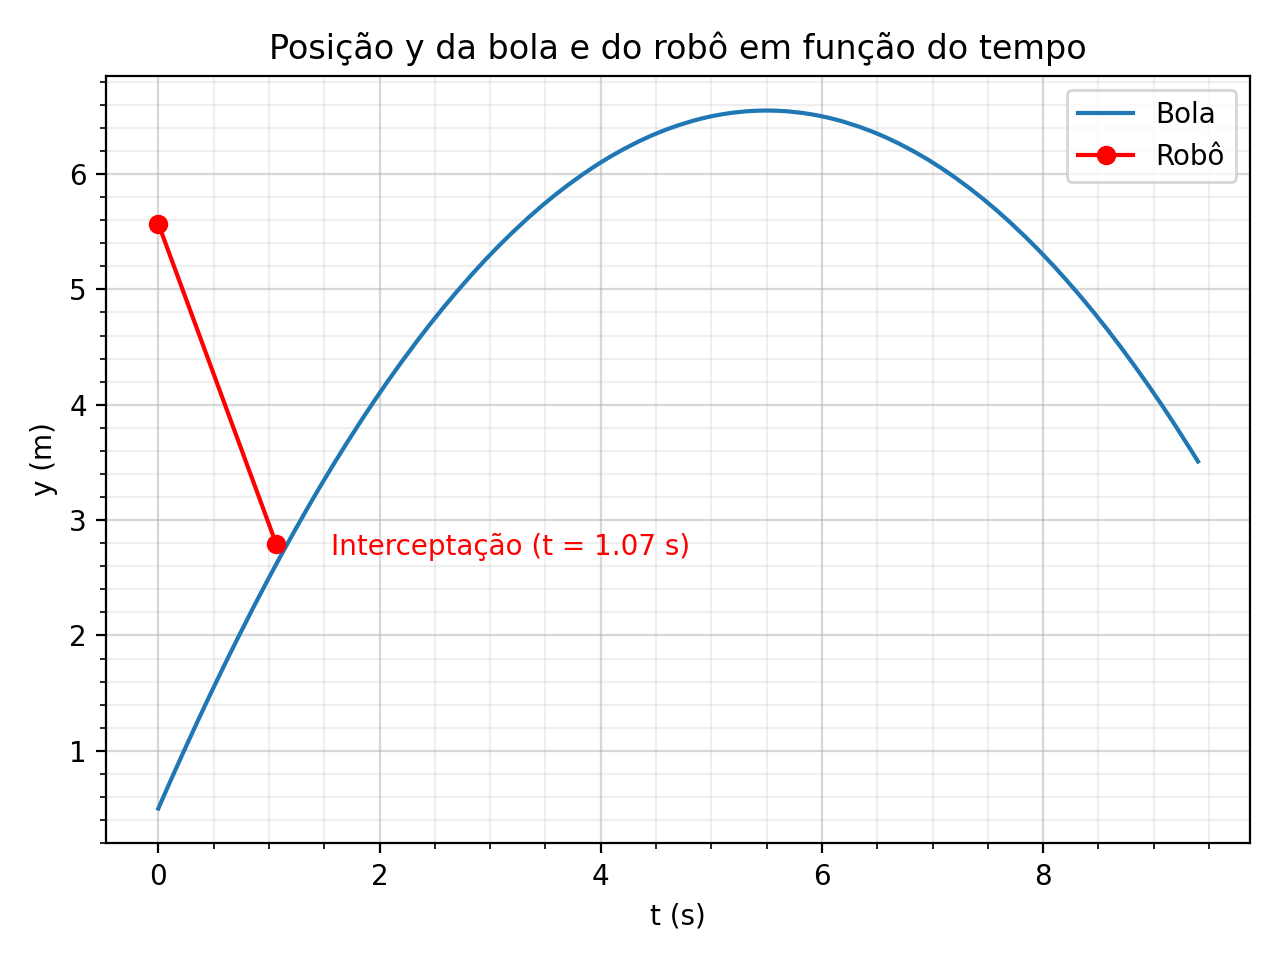 Posição y da bola e do robô em função do tempo
Bola
Robô
6
5
4
3
2
1
y (m)
Interceptação (t = 1.07 s)
0 2 4 6 8
t (s)